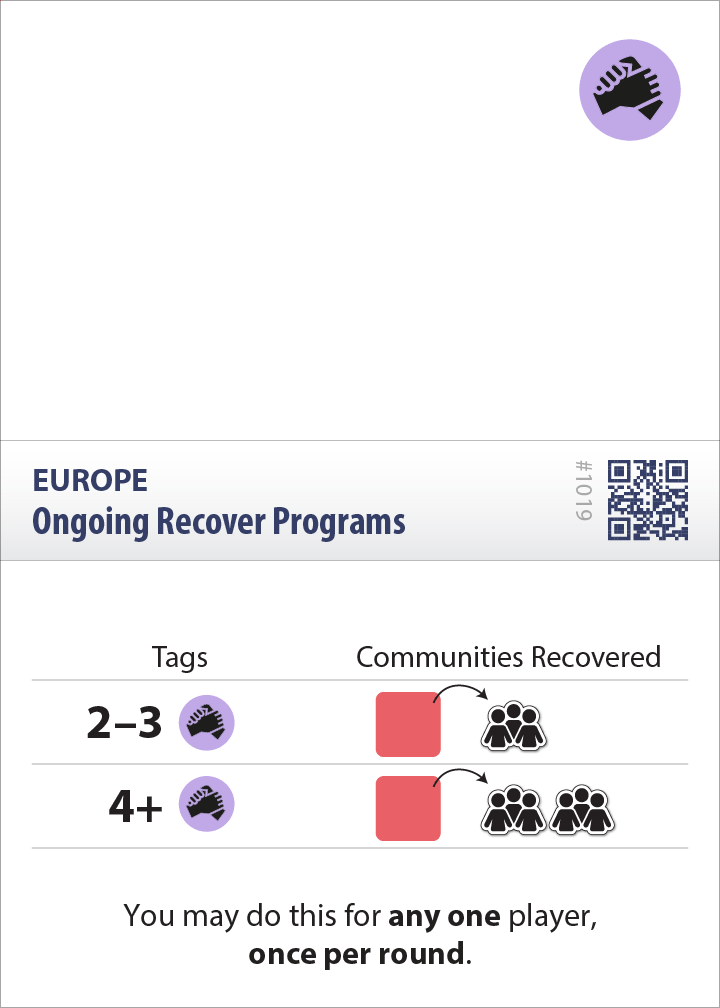 EUROPE
Ongoing Recover Programs
#1019
Tags Communities Recovered
2–3
4+
You may do this for any one player,
once per round.